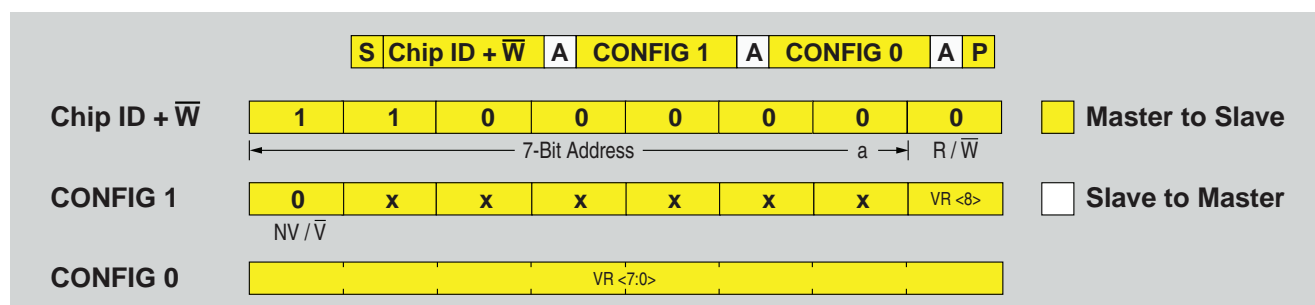 S Chip ID + W̅ A CONFIG 1 A CONFIG 0 A P
Chip ID + W̅ 1 1 0 0 0 0 0 0 Master to Slave
7-Bit Address a R / W̅
CONFIG 1 0 x x x x x x VR <8> Slave to Master
NV / V̅
CONFIG 0 VR <7:0>